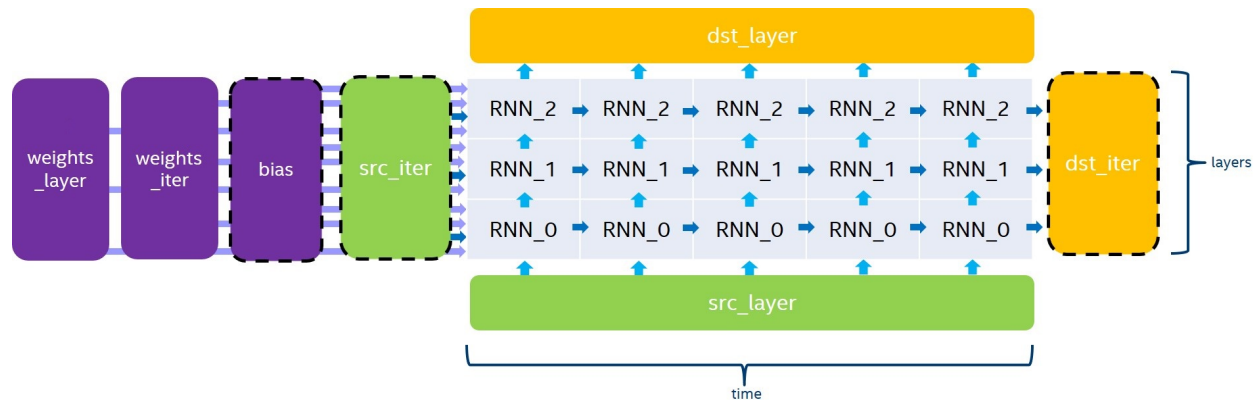 dst_layer
weights
_layer
weights
_iter
bias
src_iter
RNN_2 RNN_2 RNN_2 RNN_2 RNN_2
RNN_1 RNN_1 RNN_1 RNN_1 RNN_1
RNN_0 RNN_0 RNN_0 RNN_0 RNN_0
dst_iter
layers
src_layer
time